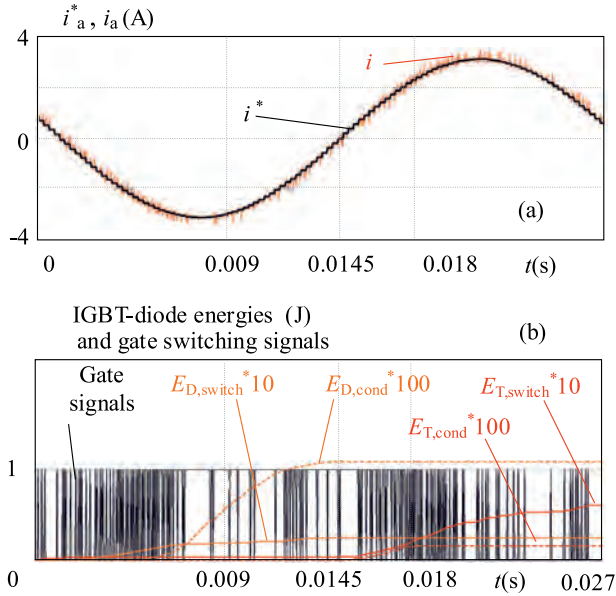 i*a , ia (A)
4
i
i*
0
(a)
-4
0 0.009 0.0145 0.018 t(s)
IGBT-diode energies (J)
and gate switching signals
(b)
Gate
signals
ED,switch*10 ED,cond*100 ET,switch*10
ET,cond*100
1
0
0.009 0.0145 0.018 t(s) 0.027